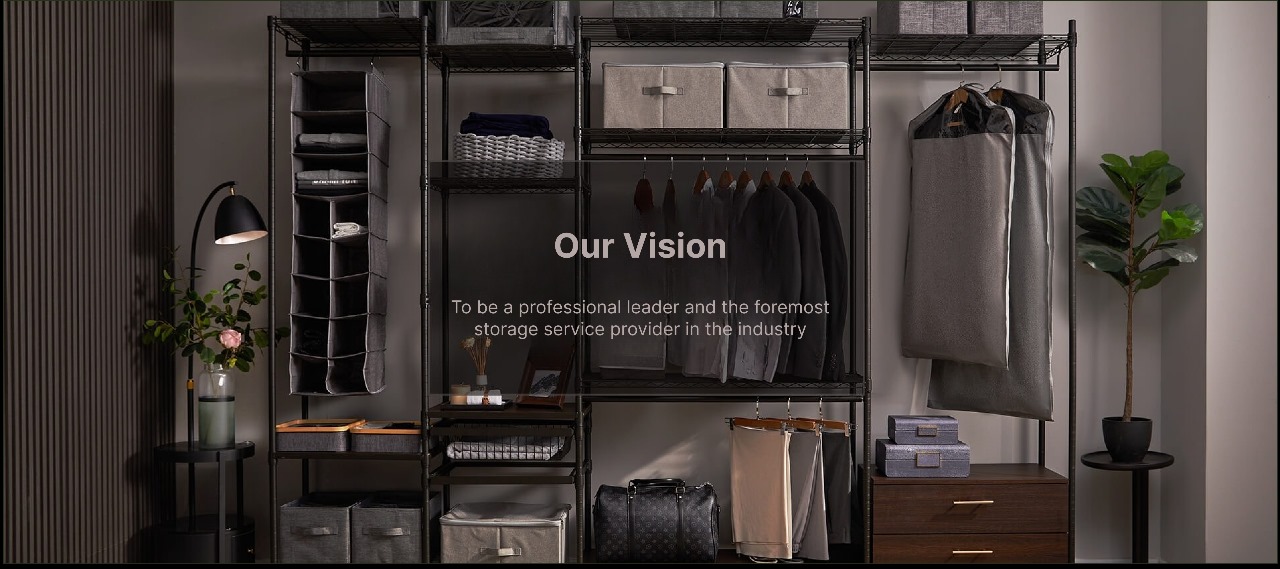 Our Vision
To be a professional leader and the foremost
storage service provider in the industry